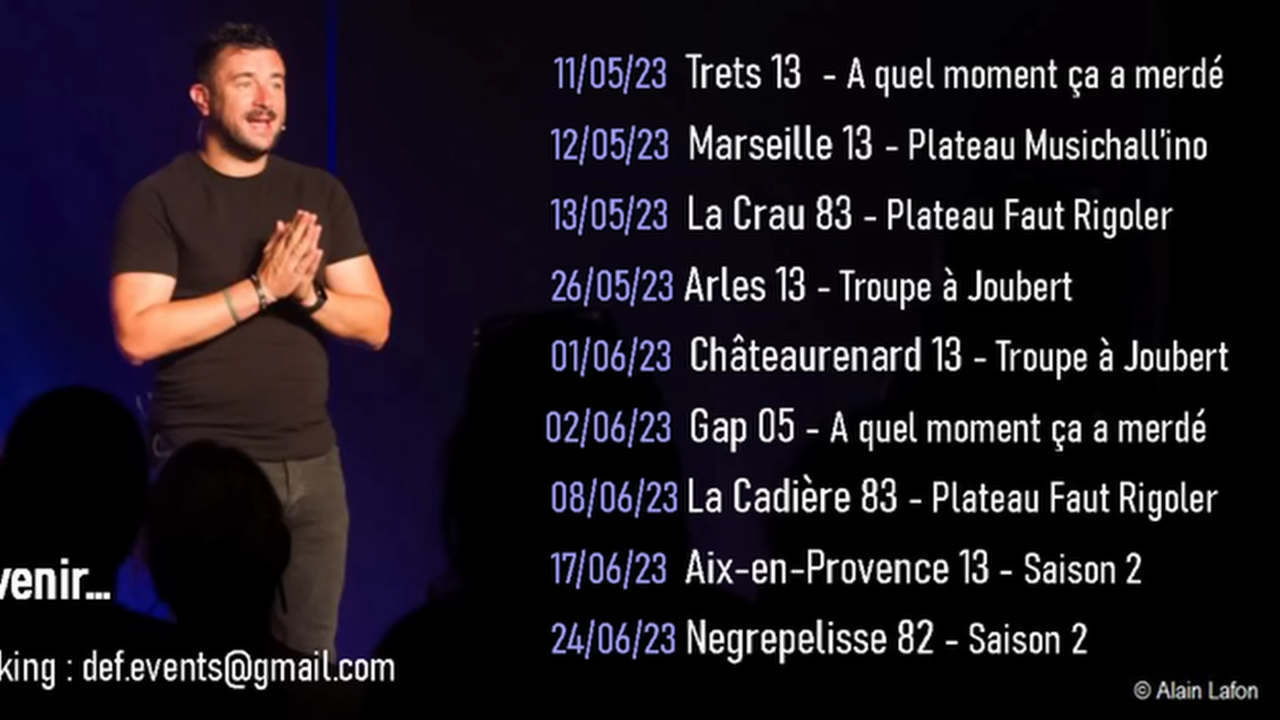 11/05/23 Trets 13 - A quel moment ça a merdé
12/05/23 Marseille 13 - Plateau Musichall'ino
13/05/23 La Crau 83 - Plateau Faut Rigoler
26/05/23 Arles 13 - Troupe à Joubert
01/06/23 Châteaurenard 13 - Troupe à Joubert
02/06/23 Gap 05 - A quel moment ça a merdé
08/06/23 La Cadière 83 - Plateau Faut Rigoler
17/06/23 Aix-en-Provence 13 - Saison 2
24/06/23 Negrepelisse 82 - Saison 2
venir...
king : def.events@gmail.com
© Alain Lafon